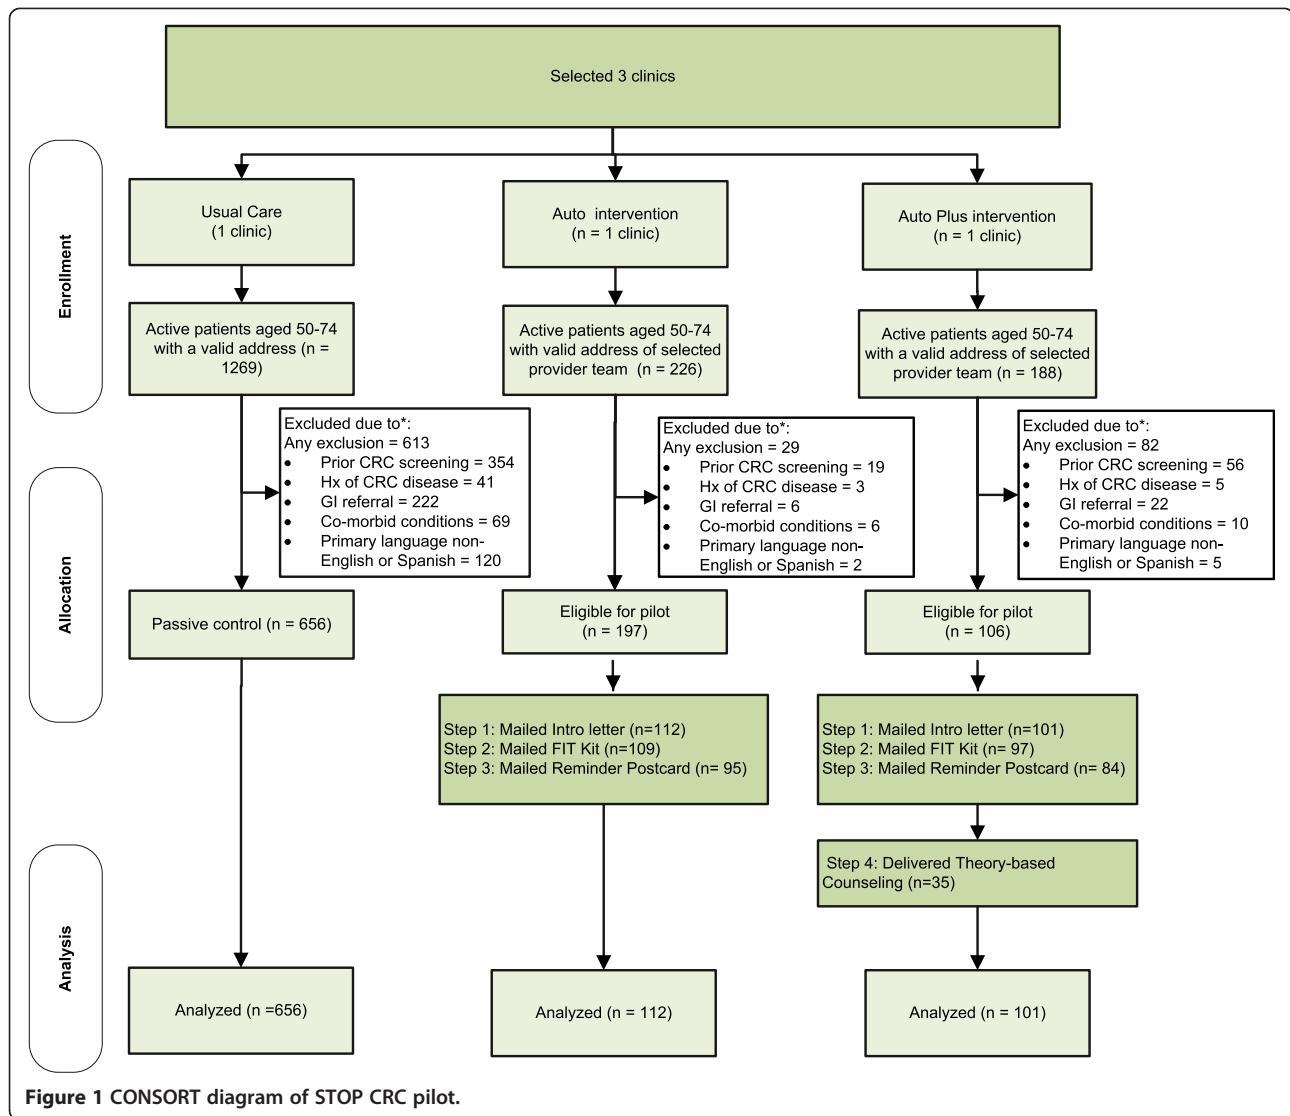 Selected 3 clinics
Enrollment
Usual Care
(1 clinic)
Auto intervention
(n = 1 clinic)
Auto Plus intervention
(n = 1 clinic)
Active patients aged 50-74
with a valid address (n =
1269)
Active patients aged 50-74
with valid address of selected
provider team (n = 226)
Active patients aged 50-74
with a valid address of selected
provider team (n = 188)
Excluded due to*:
Any exclusion = 613
• Prior CRC screening = 354
• Hx of CRC disease = 41
• GI referral = 222
• Co-morbid conditions = 69
• Primary language non-
English or Spanish = 120
Excluded due to*:
Any exclusion = 29
• Prior CRC screening = 19
• Hx of CRC disease = 3
• GI referral = 6
• Co-morbid conditions = 6
• Primary language non-
English or Spanish = 2
Excluded due to*:
Any exclusion = 82
• Prior CRC screening = 56
• Hx of CRC disease = 5
• GI referral = 22
• Co-morbid conditions = 10
• Primary language non-
English or Spanish = 5
Allocation
Passive control (n = 656)
Eligible for pilot
(n = 197)
Eligible for pilot
(n = 106)
Step 1: Mailed Intro letter (n=112)
Step 2: Mailed FIT Kit (n=109)
Step 3: Mailed Reminder Postcard (n= 95)
Step 1: Mailed Intro letter (n=101)
Step 2: Mailed FIT Kit (n= 97)
Step 3: Mailed Reminder Postcard (n= 84)
Step 4: Delivered Theory-based
Counseling (n=35)
Analysis
Analyzed (n =656)
Analyzed (n = 112)
Analyzed (n = 101)
Figure 1 CONSORT diagram of STOP CRC pilot.